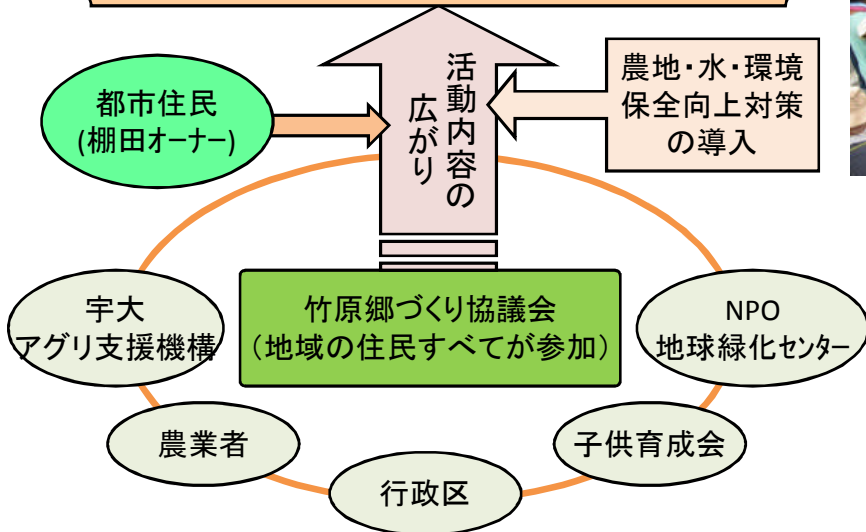 都市住民
(棚田オーナー)
活動内容の
広がり
農地・水・環境
保全向上対策
の導入
宇大
アグリ支援機構
竹原郷づくり協議会
（地域の住民すべてが参加）
NPO
地球緑化センター
農業者
子供育成会
行政区